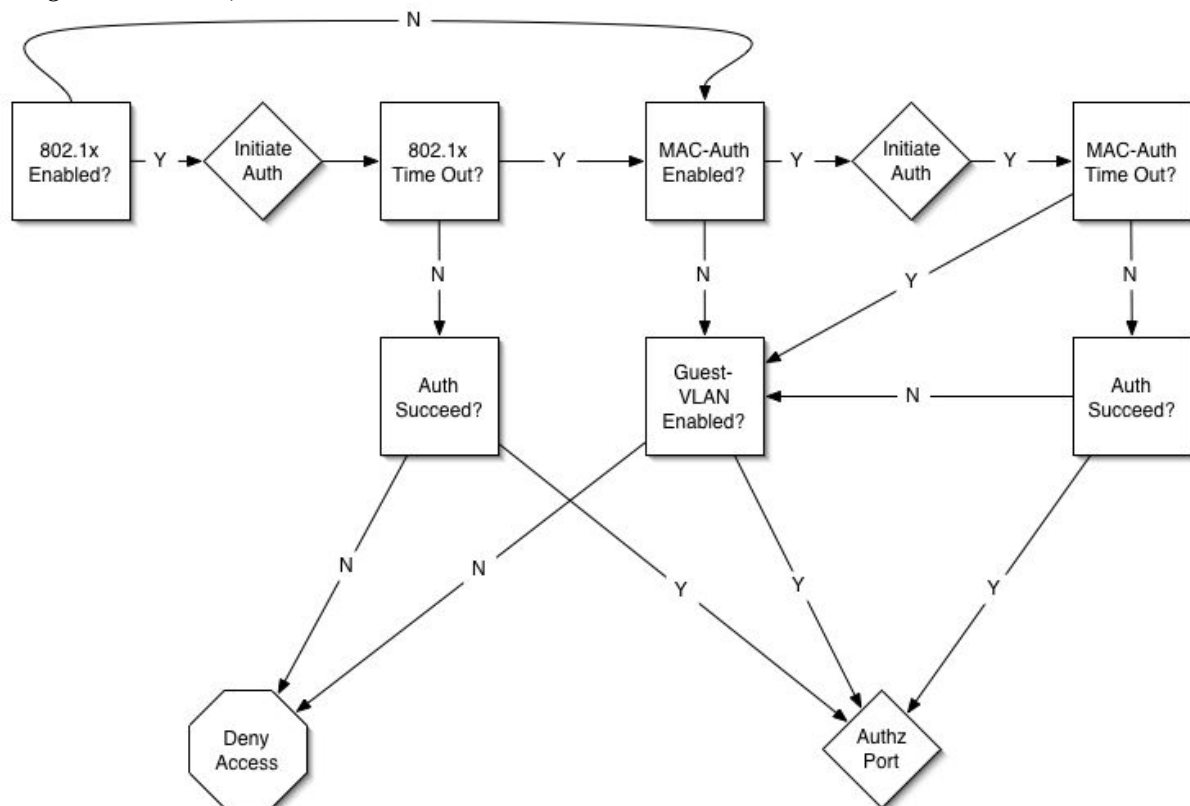 N
802.1x
Enabled?
Y
Initiate
Auth
802.1x
Time Out?
Y
MAC-Auth
Enabled?
Y
Initiate
Auth
Y
MAC-Auth
Time Out?
N
N
Y
N
Auth
Succeed?
Guest-
VLAN
Enabled?
N
Auth
Succeed?
N
N
Y
Y
Y
Deny
Access
Authz
Port